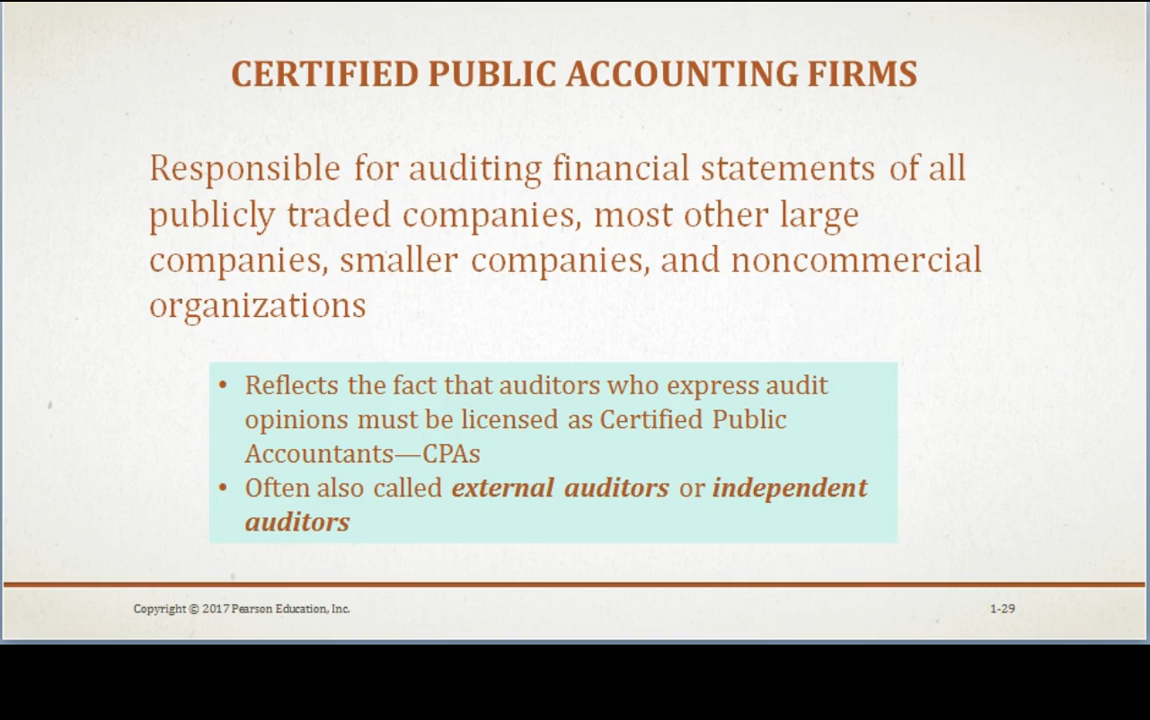 CERTIFIED PUBLIC ACCOUNTING FIRMS
Responsible for auditing financial statements of all
publicly traded companies, most other large
companies, smaller companies, and noncommercial
organizations
• Reflects the fact that auditors who express audit
opinions must be licensed as Certified Public
Accountants—CPAs
• Often also called external auditors or independent
auditors
Copyright © 2017 Pearson Education, Inc.
1-29